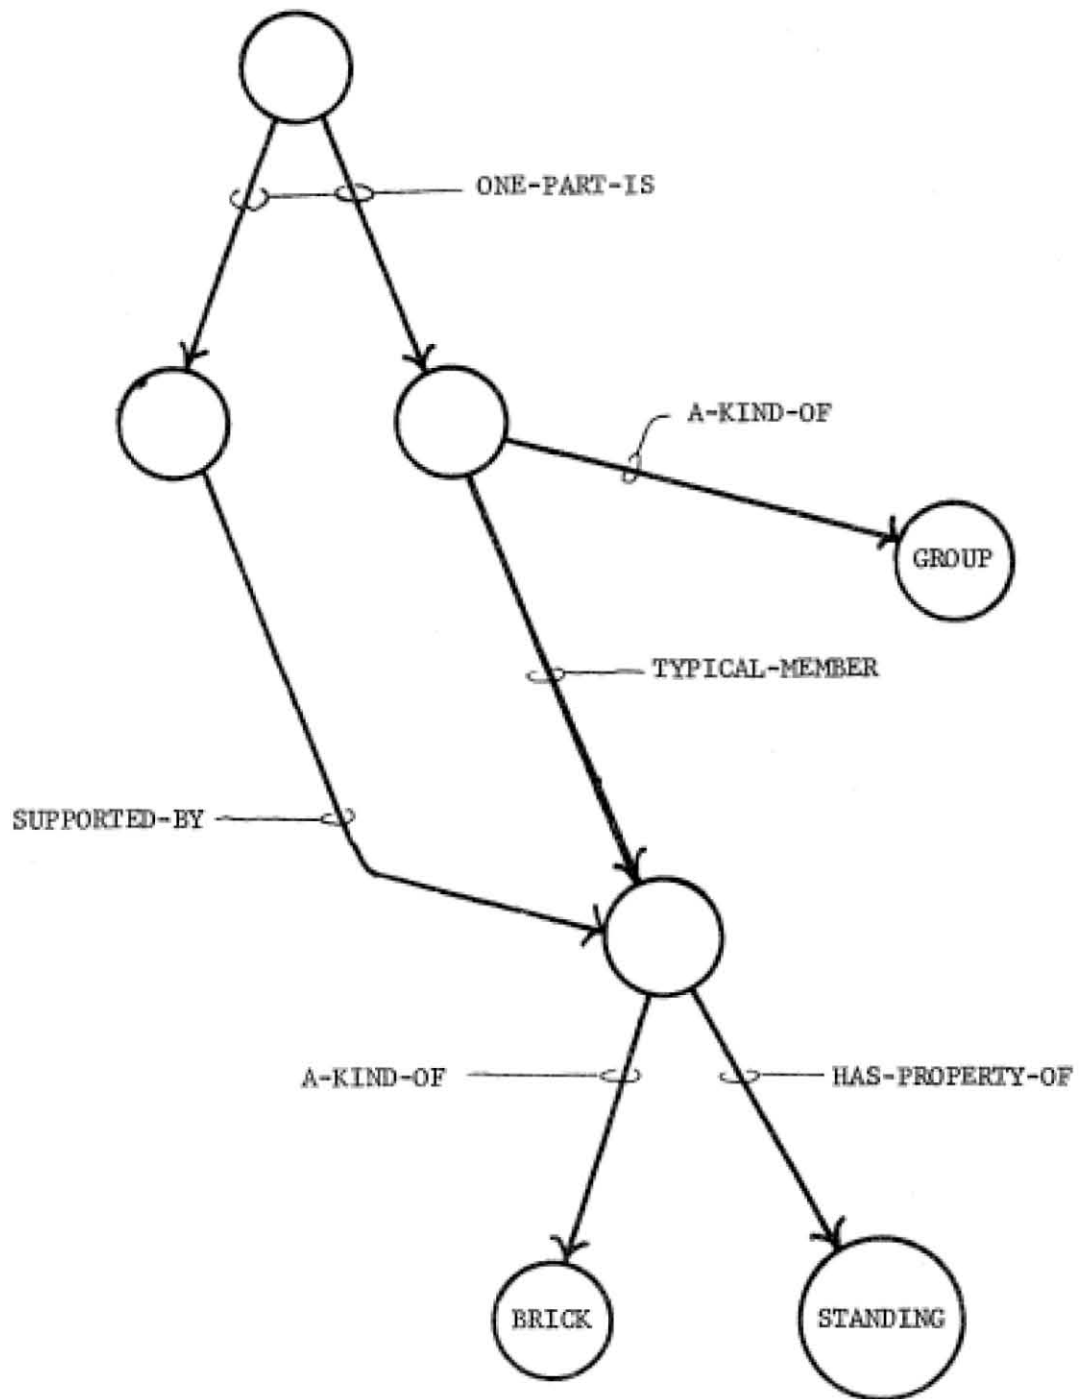 ONE-PART-IS
A-KIND-OF
GROUP
TYPICAL-MEMBER
SUPPORTED-BY
A-KIND-OF
HAS-PROPERTY-OF
BRICK
STANDING